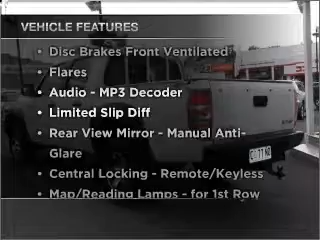 VEHICLE FEATURES
• Disc Brakes Front Ventilated
• Flares
• Audio - MP3 Decoder
• Limited Slip Diff
• Rear View Mirror - Manual Anti-
Glare
• Central Locking - Remote/Keyless
• Map/Reading Lamps - for 1st Row